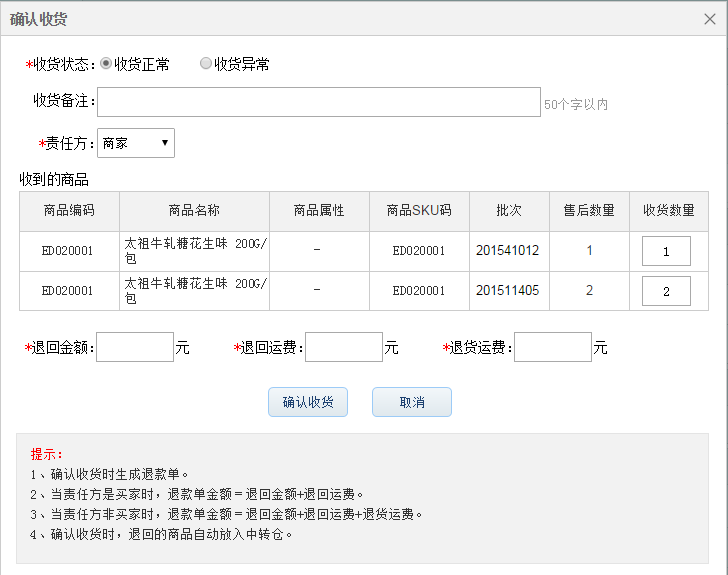 确认收货
*收货状态： 收货正常 收货异常
收货备注： 50个字以内
*责任方： 商家
收到的商品
商品编码 商品名称 商品属性 商品SKU码 批次 售后数量 收货数量
ED020001 太祖牛轧糖花生味 200G/包 － ED020001 201541012 1 1
ED020001 太祖牛轧糖花生味 200G/包 － ED020001 201511405 2 2
*退回金额： 元 *退回运费： 元 *退货运费： 元
确认收货 取消
提示：
1、确认收货时生成退款单。
2、当责任方是买家时，退款单金额＝退回金额+退回运费。
3、当责任方非买家时，退款单金额＝退回金额+退回运费+退货运费。
4、确认收货时，退回的商品自动放入中转仓。